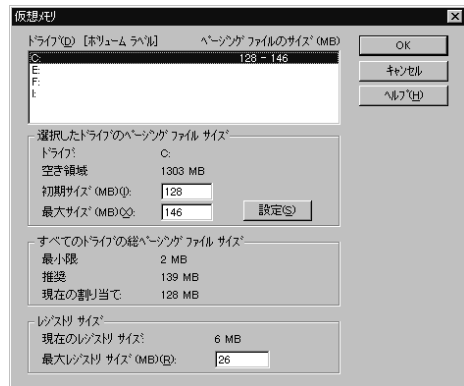 仮想ﾒﾓﾘ
ﾄﾞﾗｲﾌﾞ(D) [ﾎﾞﾘｭｰﾑ ﾗﾍﾞﾙ] ﾍﾟｰｼﾞﾝｸﾞ ﾌｧｲﾙのｻｲｽﾞ (MB)
C: 128 - 146
E:
F:
I:
OK
ｷｬﾝｾﾙ
ﾍﾙﾌﾟ(H)
選択したﾄﾞﾗｲﾌﾞのﾍﾟｰｼﾞﾝｸﾞ ﾌｧｲﾙ ｻｲｽﾞ
ﾄﾞﾗｲﾌﾞ: C:
空き領域 1303 MB
初期ｻｲｽﾞ(MB)(I): 128
最大ｻｲｽﾞ(MB)(X): 146 設定(S)
すべてのﾄﾞﾗｲﾌﾞの総ﾍﾟｰｼﾞﾝｸﾞ ﾌｧｲﾙ ｻｲｽﾞ
最小限 2 MB
推奨 139 MB
現在の割り当て: 128 MB
ﾚｼﾞｽﾄﾘ ｻｲｽﾞ
現在のﾚｼﾞｽﾄﾘ ｻｲｽﾞ: 6 MB
最大ﾚｼﾞｽﾄﾘ ｻｲｽﾞ(MB)(R): 26